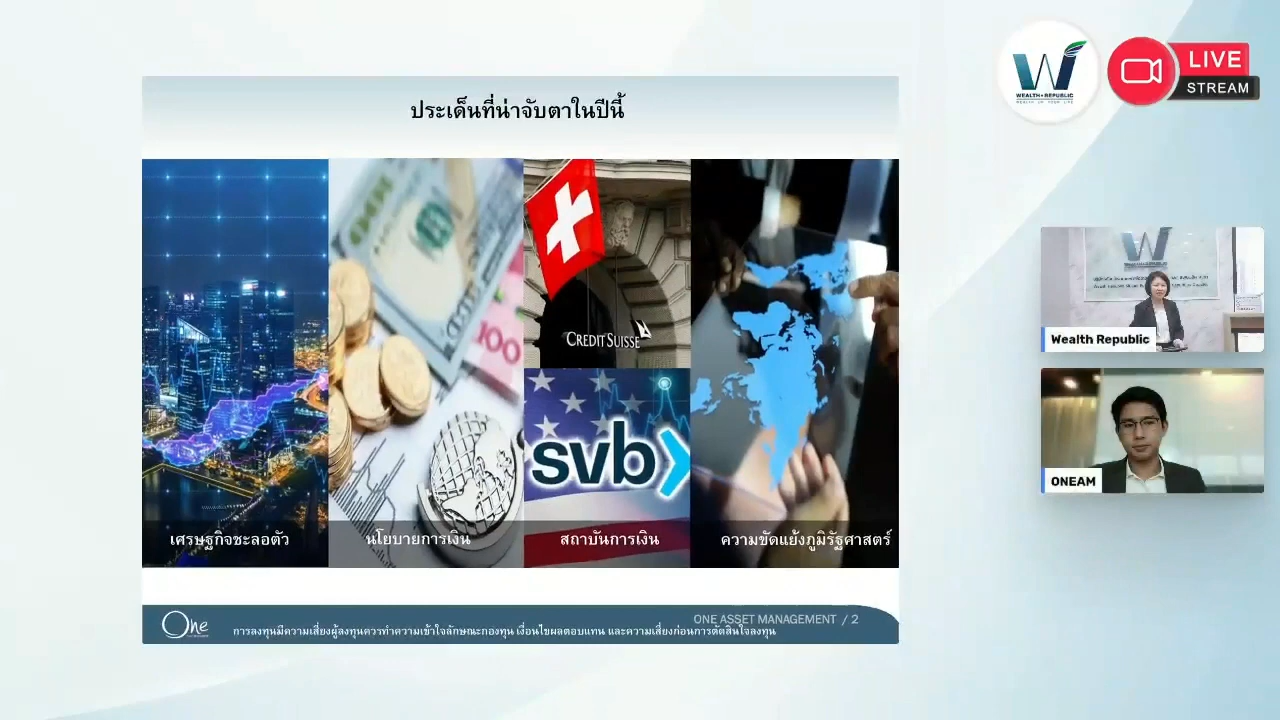 ประเด็นที่น่าจับตาในปีนี้
WEALTH REPUBLIC
LIVE
STREAM
100
CREDIT SUISSE
svb
เศรษฐกิจชะลอตัว
นโยบายการเงิน
สถาบันการเงิน
ความขัดแย้งภูมิรัฐศาสตร์
Wealth Republic
ONEAM
One
ONE ASSET MANAGEMENT / 2
การลงทุนมีความเสี่ยงผู้ลงทุนควรทำความเข้าใจลักษณะกองทุน เงื่อนไขผลตอบแทน และความเสี่ยงก่อนการตัดสินใจลงทุน